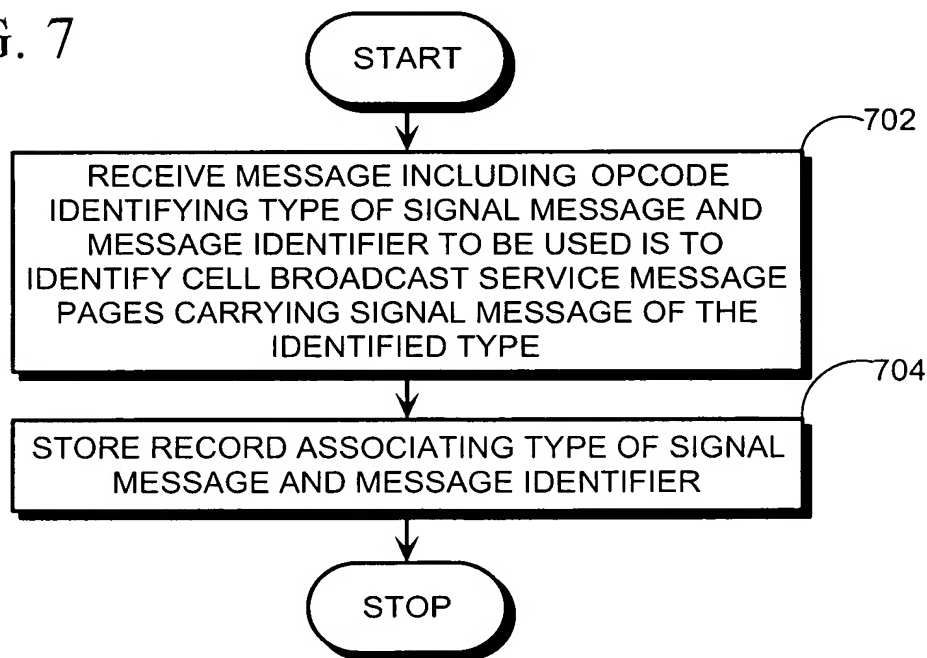 G. 7
START
702
RECEIVE MESSAGE INCLUDING OPCODE
IDENTIFYING TYPE OF SIGNAL MESSAGE AND
MESSAGE IDENTIFIER TO BE USED IS TO
IDENTIFY CELL BROADCAST SERVICE MESSAGE
PAGES CARRYING SIGNAL MESSAGE OF THE
IDENTIFIED TYPE
704
STORE RECORD ASSOCIATING TYPE OF SIGNAL
MESSAGE AND MESSAGE IDENTIFIER
STOP